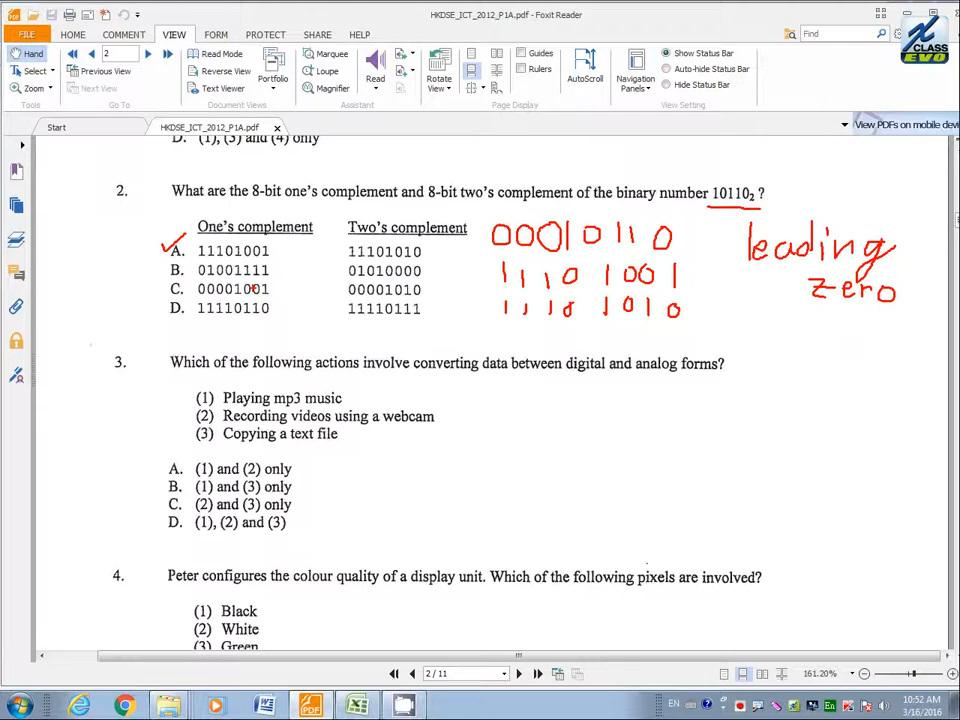 HKDSE_ICT_2012_P1A.pdf - Foxit Reader
FILE HOME COMMENT VIEW FORM PROTECT SHARE HELP Find
Hand 2 Read Mode Marquee Guides Show Status Bar
Select Previous View Reverse View Loupe Rulers Auto-hide Status Bar
Zoom Next View Text Viewer Portfolio Magnifier Read Rotate View AutoScroll Navigation Panels Hide Status Bar
Tools Go To Document Views Assistant Page Display View Setting
CLASS EVO
Start HKDSE_ICT_2012_P1A.pdf View PDFs on mobile devi
D. (1), (3) and (4) only
2. What are the 8-bit one's complement and 8-bit two's complement of the binary number 10110₂ ?
One's complement Two's complement
A. 11101001 11101010
B. 01001111 01010000
C. 00001001 00001010
D. 11110110 11110111
00010110
11101001
11101010
leading
zero
3. Which of the following actions involve converting data between digital and analog forms?
(1) Playing mp3 music
(2) Recording videos using a webcam
(3) Copying a text file
A. (1) and (2) only
B. (1) and (3) only
C. (2) and (3) only
D. (1), (2) and (3)
4. Peter configures the colour quality of a display unit. Which of the following pixels are involved?
(1) Black
(2) White
(3) Green
2 / 11 161.20%
EN En 10:52 AM
3/16/2016